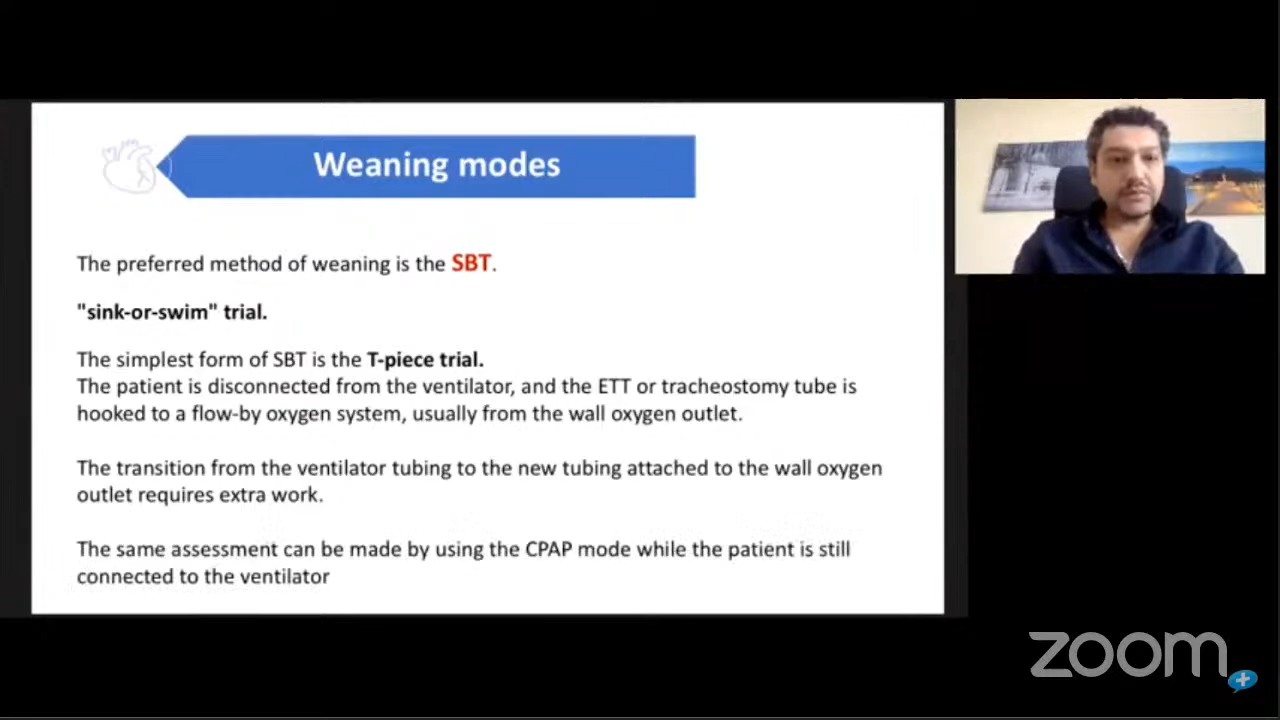 Weaning modes
The preferred method of weaning is the SBT.
"sink-or-swim" trial.
The simplest form of SBT is the T-piece trial.
The patient is disconnected from the ventilator, and the ETT or tracheostomy tube is
hooked to a flow-by oxygen system, usually from the wall oxygen outlet.
The transition from the ventilator tubing to the new tubing attached to the wall oxygen
outlet requires extra work.
The same assessment can be made by using the CPAP mode while the patient is still
connected to the ventilator
zoom